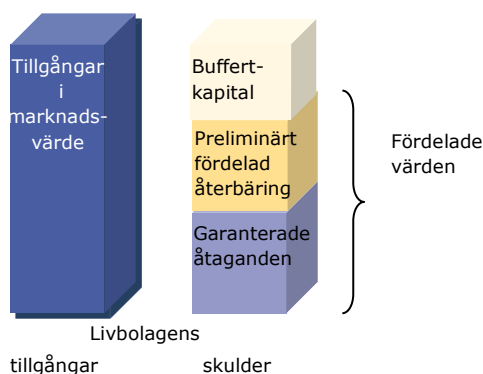 Tillgångar
i
marknads-
värde
Buffert-
kapital
Preliminärt
fördelad
återbäring
Garanterade
åtaganden
Fördelade
värden
Livbolagens
tillgångar skulder